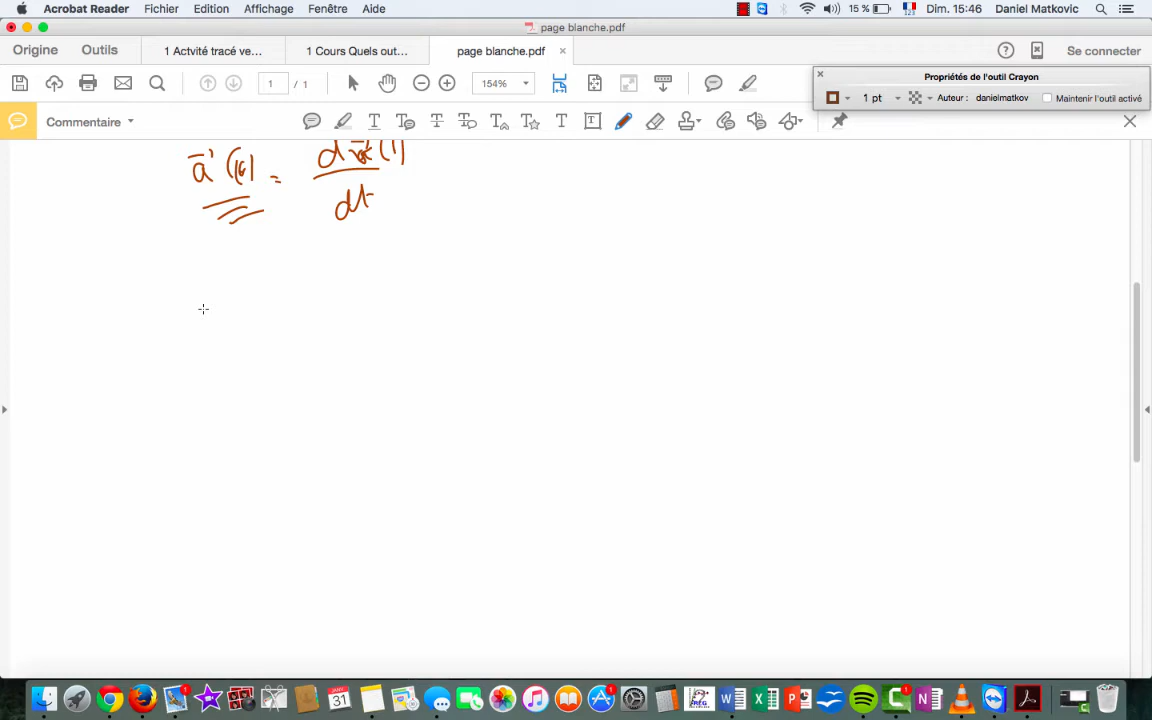 Acrobat Reader Fichier Edition Affichage Fenêtre Aide 15 % Dim. 15:46 Daniel Matkovic
page blanche.pdf
Origine Outils 1 Actvité tracé ve... 1 Cours Quels out... page blanche.pdf × Se connecter
1 / 1 154%
Propriétés de l'outil Crayon
1 pt Auteur : danielmatkov Maintenir l'outil activé
Commentaire
a (t) = d
dt